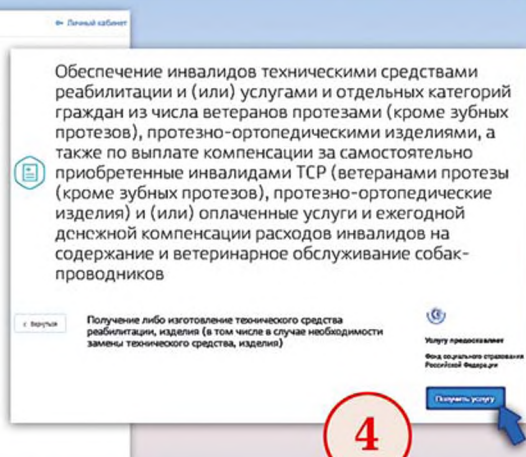 Личный кабинет
Обеспечение инвалидов техническими средствами
реабилитации и (или) услугами и отдельных категорий
граждан из числа ветеранов протезами (кроме зубных
протезов), протезно-ортопедическими изделиями, а
также по выплате компенсации за самостоятельно
приобретенные инвалидами ТСР (ветеранами протезы
(кроме зубных протезов), протезно-ортопедические
изделия) и (или) оплаченные услуги и ежегодной
денежной компенсации расходов инвалидов на
содержание и ветеринарное обслуживание собак-
проводников
< Вернуться
Получение либо изготовление технического средства
реабилитации, изделия (в том числе в случае необходимости
замены технического средства, изделия)
Услугу предоставляет
Фонд социального страхования
Российской Федерации
Получить услугу
4